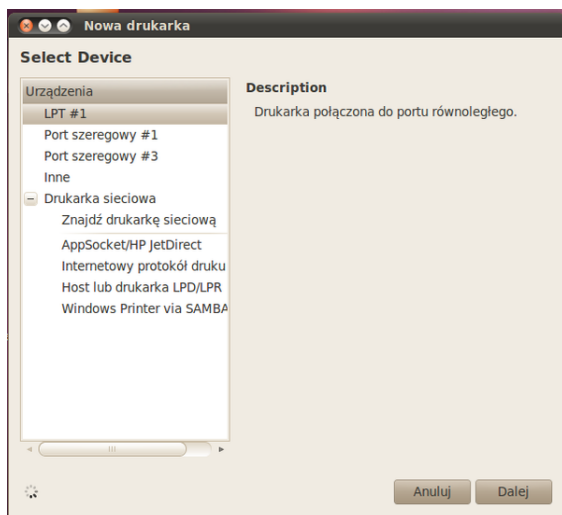 Nowa drukarka
Select Device
Urządzenia
LPT #1
Port szeregowy #1
Port szeregowy #3
Inne
Drukarka sieciowa
Znajdź drukarkę sieciową
AppSocket/HP JetDirect
Internetowy protokół druku
Host lub drukarka LPD/LPR
Windows Printer via SAMBA
Description
Drukarka połączona do portu równoległego.
Anuluj
Dalej